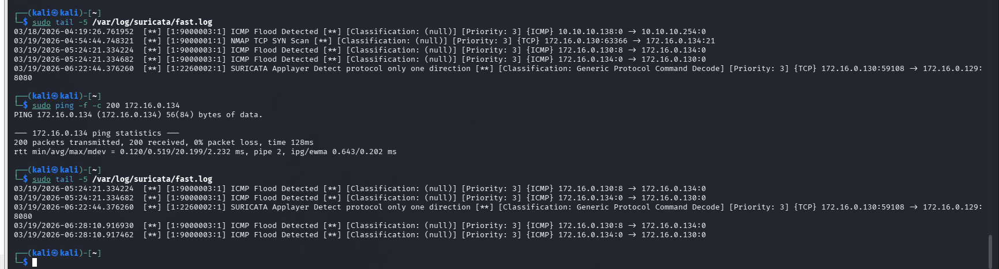 ┌──(kali㉿kali)-[~]
└─$ sudo tail -5 /var/log/suricata/fast.log
03/18/2026-04:19:26.761952  [**] [1:9000003:1] ICMP Flood Detected [**] [Classification: (null)] [Priority: 3] {ICMP} 10.10.10.138:0 → 10.10.10.254:0
03/19/2026-04:54:44.748321  [**] [1:9000001:1] NMAP TCP SYN Scan [**] [Classification: (null)] [Priority: 3] {TCP} 172.16.0.130:63366 → 172.16.0.134:21
03/19/2026-05:24:21.334224  [**] [1:9000003:1] ICMP Flood Detected [**] [Classification: (null)] [Priority: 3] {ICMP} 172.16.0.130:8 → 172.16.0.134:0
03/19/2026-05:24:21.334682  [**] [1:9000003:1] ICMP Flood Detected [**] [Classification: (null)] [Priority: 3] {ICMP} 172.16.0.134:0 → 172.16.0.130:0
03/19/2026-06:22:44.376260  [**] [1:2260002:1] SURICATA Applayer Detect protocol only one direction [**] [Classification: Generic Protocol Command Decode] [Priority: 3] {TCP} 172.16.0.130:59108 → 172.16.0.129:
8080
┌──(kali㉿kali)-[~]
└─$ sudo ping -f -c 200 172.16.0.134
PING 172.16.0.134 (172.16.0.134) 56(84) bytes of data.
─── 172.16.0.134 ping statistics ───
200 packets transmitted, 200 received, 0% packet loss, time 128ms
rtt min/avg/max/mdev = 0.120/0.519/20.199/2.232 ms, pipe 2, ipg/ewma 0.643/0.202 ms
┌──(kali㉿kali)-[~]
└─$ sudo tail -5 /var/log/suricata/fast.log
03/19/2026-05:24:21.334224  [**] [1:9000003:1] ICMP Flood Detected [**] [Classification: (null)] [Priority: 3] {ICMP} 172.16.0.130:8 → 172.16.0.134:0
03/19/2026-05:24:21.334682  [**] [1:9000003:1] ICMP Flood Detected [**] [Classification: (null)] [Priority: 3] {ICMP} 172.16.0.134:0 → 172.16.0.130:0
03/19/2026-06:22:44.376260  [**] [1:2260002:1] SURICATA Applayer Detect protocol only one direction [**] [Classification: Generic Protocol Command Decode] [Priority: 3] {TCP} 172.16.0.130:59108 → 172.16.0.129:
8080
03/19/2026-06:28:10.916930  [**] [1:9000003:1] ICMP Flood Detected [**] [Classification: (null)] [Priority: 3] {ICMP} 172.16.0.130:8 → 172.16.0.134:0
03/19/2026-06:28:10.917462  [**] [1:9000003:1] ICMP Flood Detected [**] [Classification: (null)] [Priority: 3] {ICMP} 172.16.0.134:0 → 172.16.0.130:0
┌──(kali㉿kali)-[~]
└─$